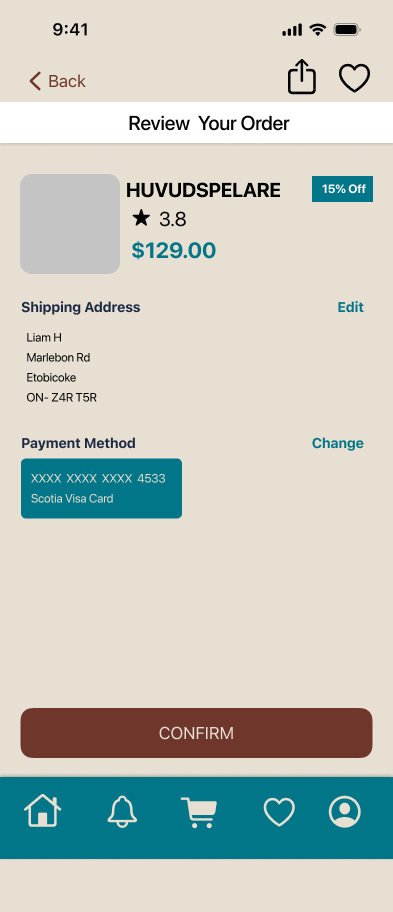 9:41
Back
Review Your Order
HUVUDSPELARE
15% Off
3.8
$129.00
Shipping Address
Edit
Liam H
Marlebon Rd
Etobicoke
ON- Z4R T5R
Payment Method
Change
XXXX XXXX XXXX 4533
Scotia Visa Card
CONFIRM